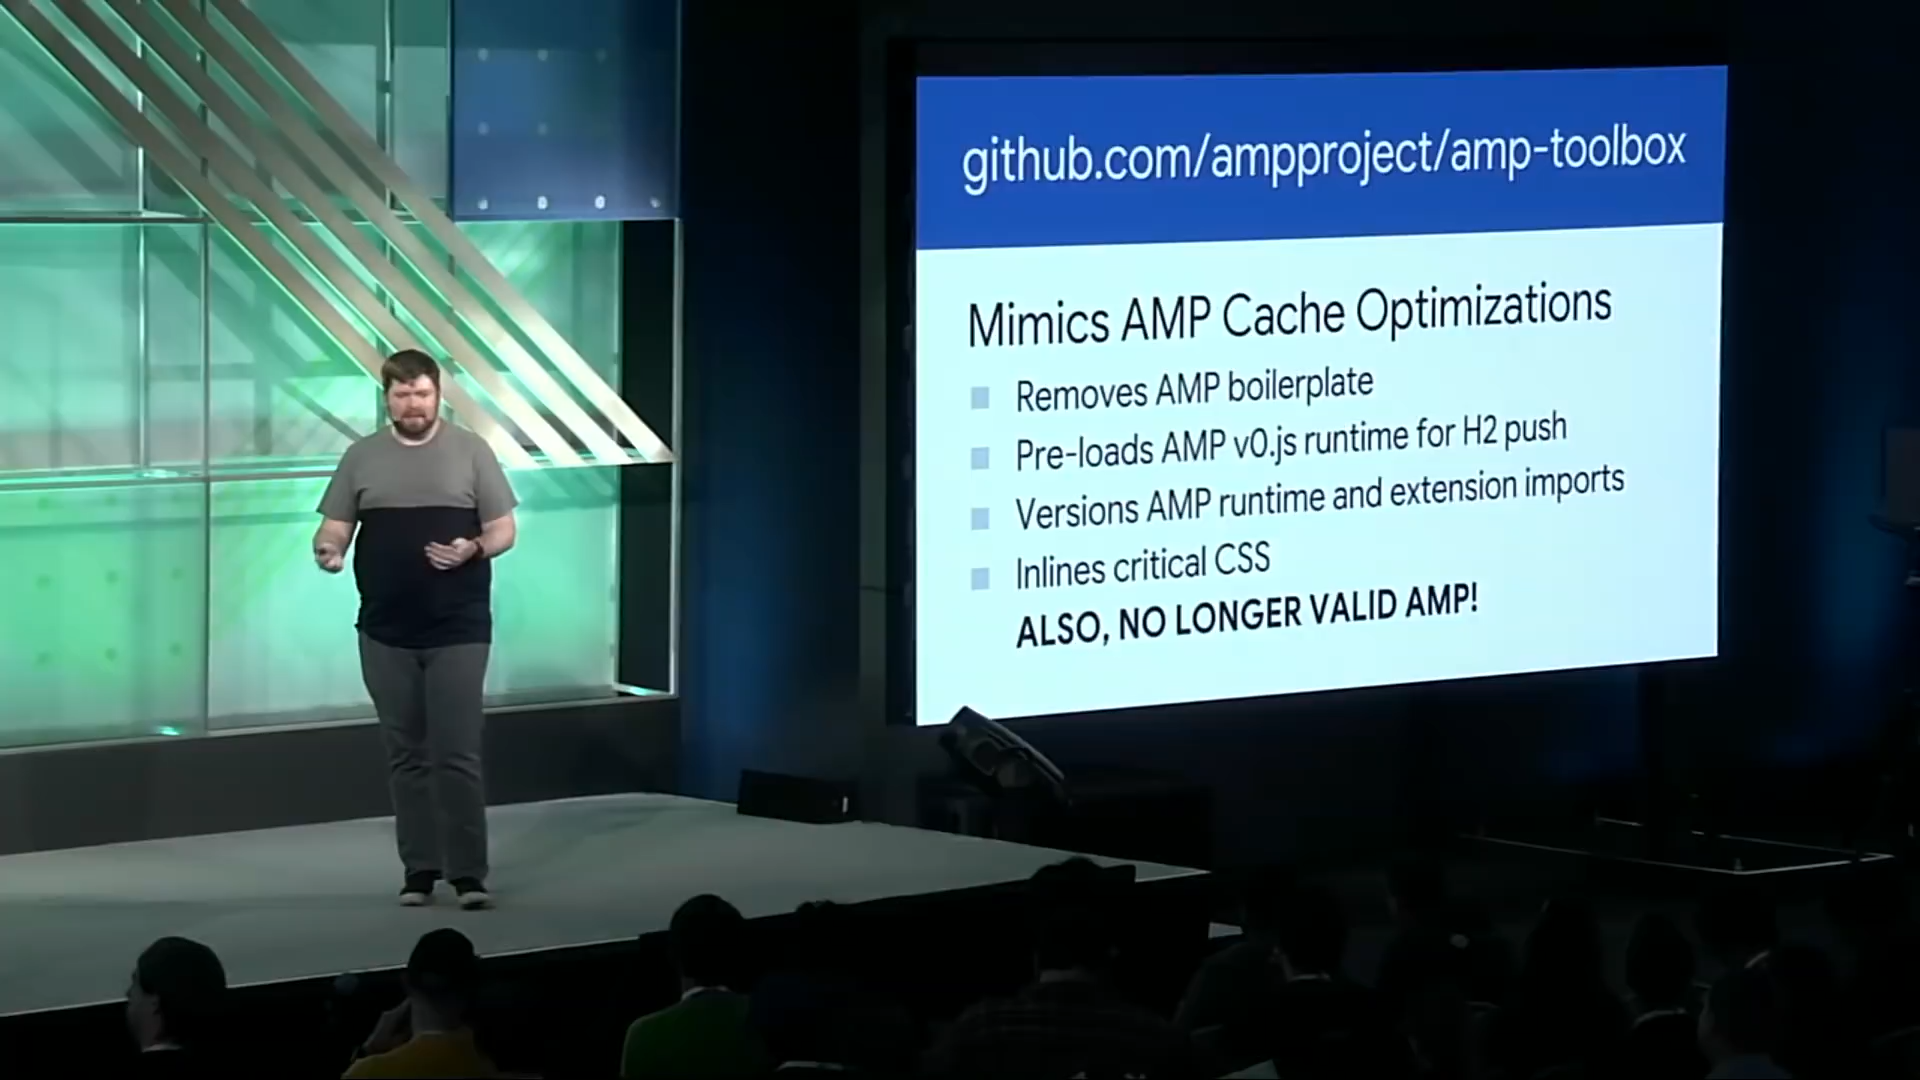 github.com/ampproject/amp-toolbox
Mimics AMP Cache Optimizations
Removes AMP boilerplate
Pre-loads AMP v0.js runtime for H2 push
Versions AMP runtime and extension imports
Inlines critical CSS
ALSO, NO LONGER VALID AMP!